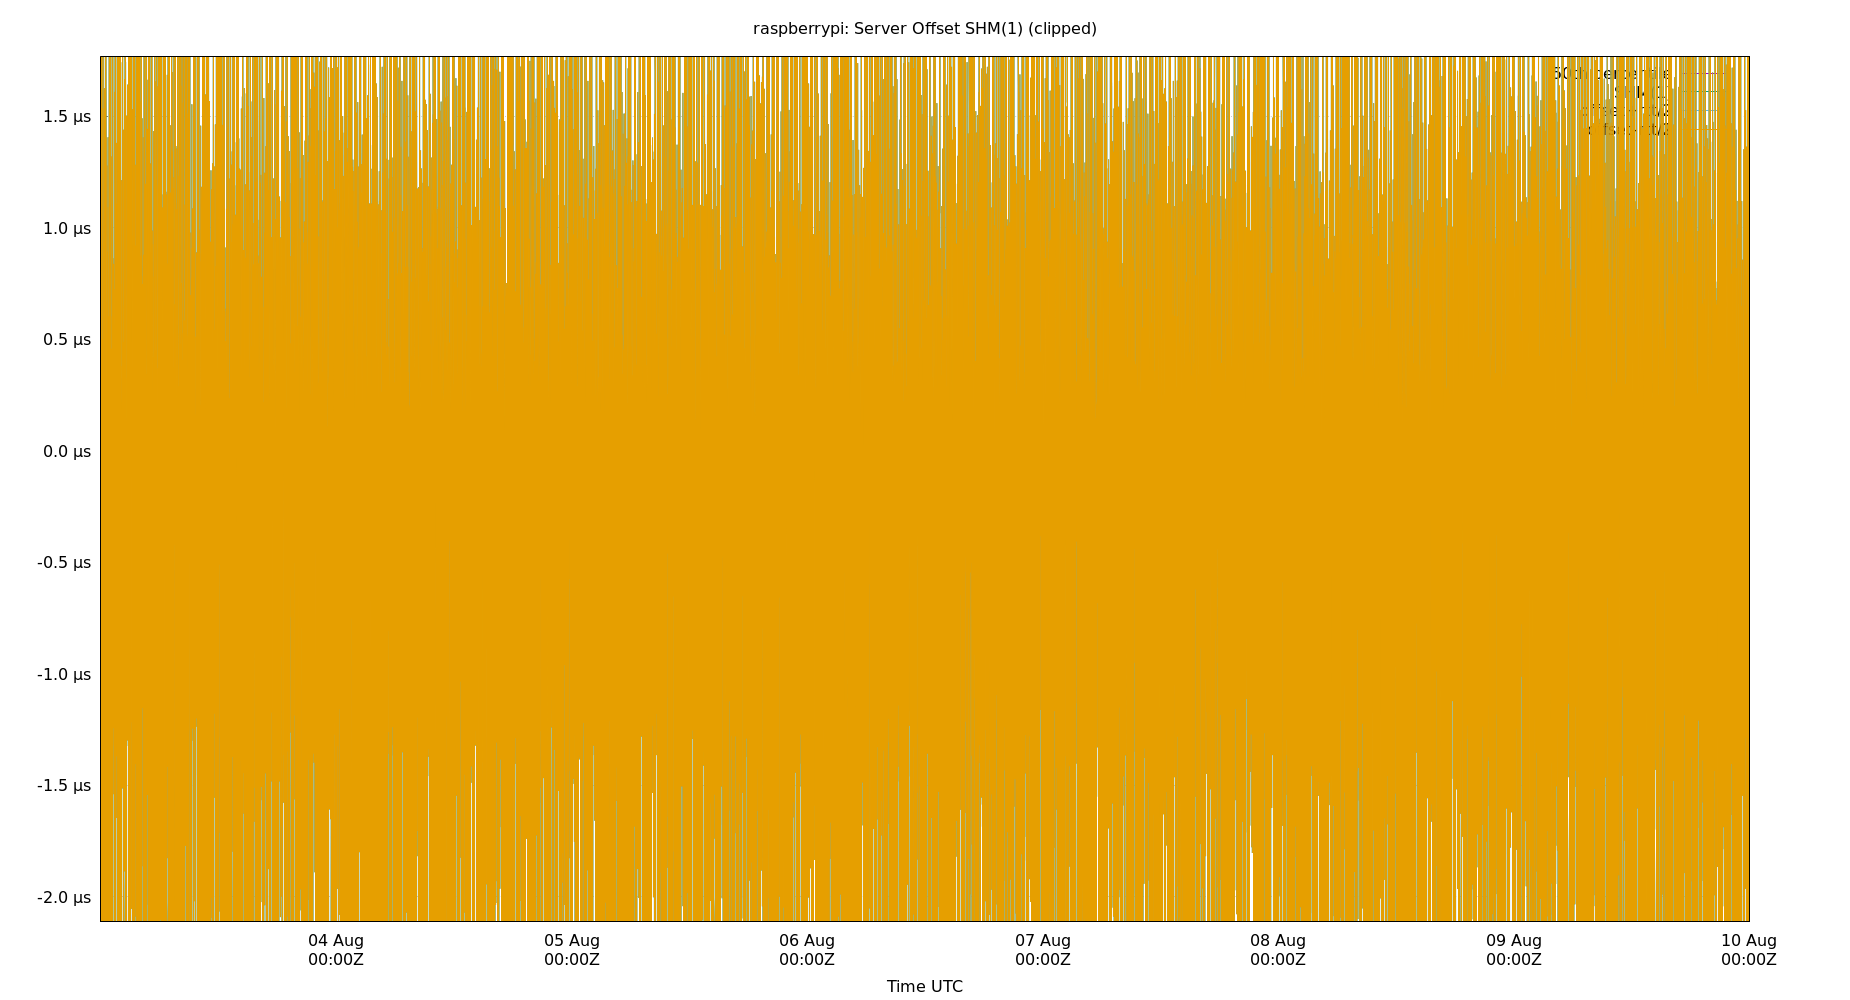 raspberrypi: Server Offset SHM(1) (clipped)
1.5 µs
1.0 µs
0.5 µs
0.0 µs
-0.5 µs
-1.0 µs
-1.5 µs
-2.0 µs
04 Aug 05 Aug 06 Aug 07 Aug 08 Aug 09 Aug 10 Aug
00:00Z 00:00Z 00:00Z 00:00Z 00:00Z 00:00Z 00:00Z
Time UTC